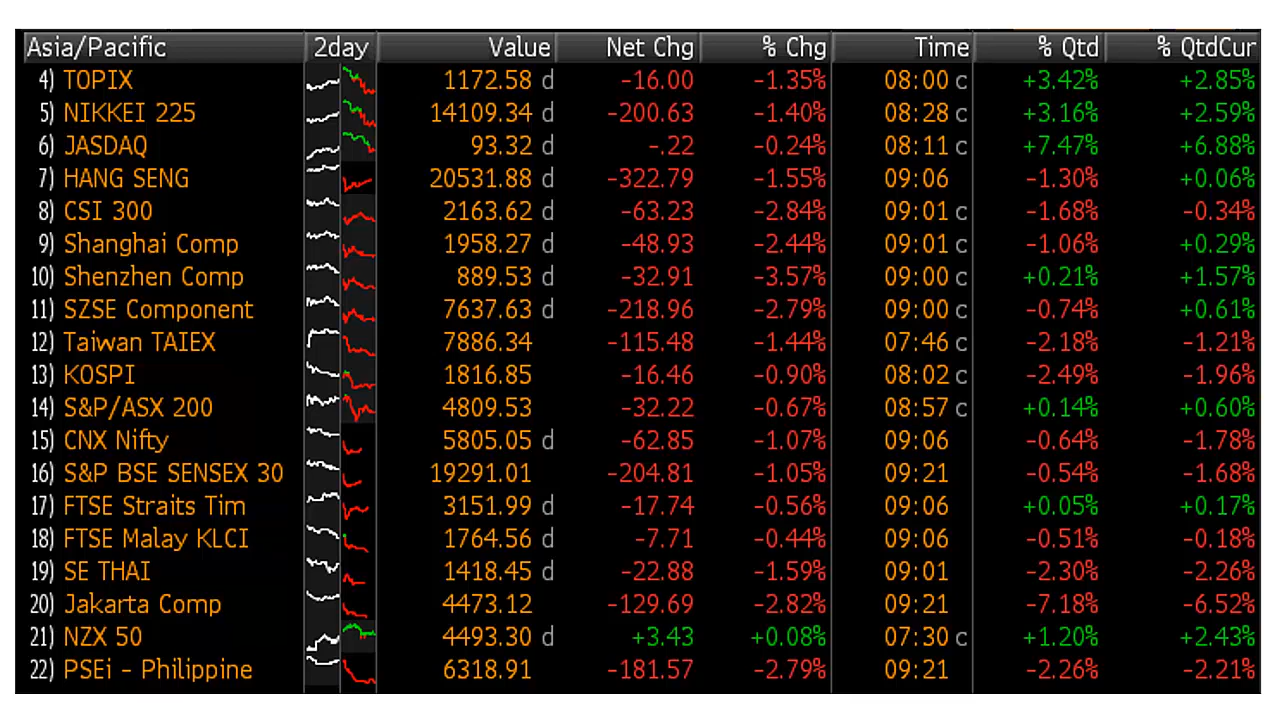 Asia/Pacific 2day Value Net Chg % Chg Time % Qtd % QtdCur
4) TOPIX 1172.58 d -16.00 -1.35% 08:00 c +3.42% +2.85%
5) NIKKEI 225 14109.34 d -200.63 -1.40% 08:28 c +3.16% +2.59%
6) JASDAQ 93.32 d -.22 -0.24% 08:11 c +7.47% +6.88%
7) HANG SENG 20531.88 d -322.79 -1.55% 09:06 -1.30% +0.06%
8) CSI 300 2163.62 d -63.23 -2.84% 09:01 c -1.68% -0.34%
9) Shanghai Comp 1958.27 d -48.93 -2.44% 09:01 c -1.06% +0.29%
10) Shenzhen Comp 889.53 d -32.91 -3.57% 09:00 c +0.21% +1.57%
11) SZSE Component 7637.63 d -218.96 -2.79% 09:00 c -0.74% +0.61%
12) Taiwan TAIEX 7886.34 -115.48 -1.44% 07:46 c -2.18% -1.21%
13) KOSPI 1816.85 -16.46 -0.90% 08:02 c -2.49% -1.96%
14) S&P/ASX 200 4809.53 -32.22 -0.67% 08:57 c +0.14% +0.60%
15) CNX Nifty 5805.05 d -62.85 -1.07% 09:06 -0.64% -1.78%
16) S&P BSE SENSEX 30 19291.01 -204.81 -1.05% 09:21 -0.54% -1.68%
17) FTSE Straits Tim 3151.99 d -17.74 -0.56% 09:06 +0.05% +0.17%
18) FTSE Malay KLCI 1764.56 d -7.71 -0.44% 09:06 -0.51% -0.18%
19) SE THAI 1418.45 d -22.88 -1.59% 09:01 -2.30% -2.26%
20) Jakarta Comp 4473.12 -129.69 -2.82% 09:21 -7.18% -6.52%
21) NZX 50 4493.30 d +3.43 +0.08% 07:30 c +1.20% +2.43%
22) PSEi - Philippine 6318.91 -181.57 -2.79% 09:21 -2.26% -2.21%